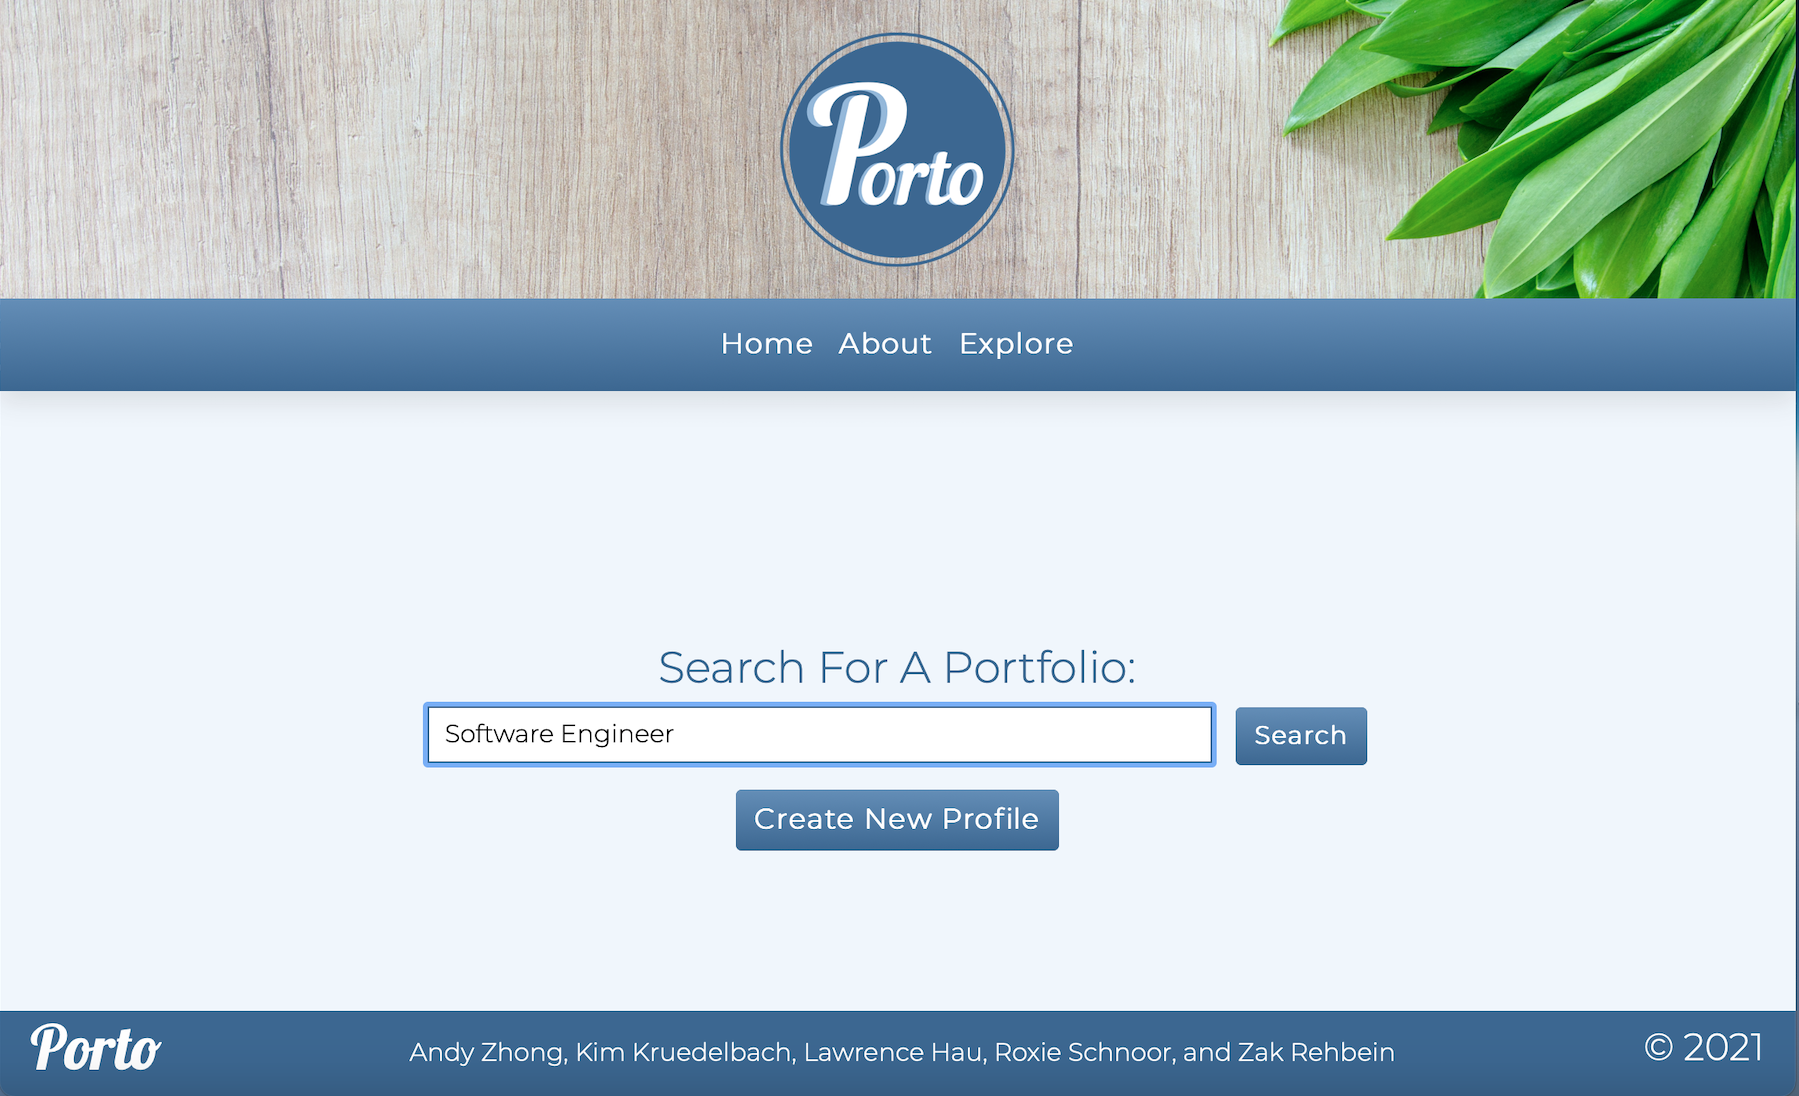 Porto
Home About Explore
Search For A Portfolio:
Software Engineer
Search
Create New Profile
Porto
Andy Zhong, Kim Kruedelbach, Lawrence Hau, Roxie Schnoor, and Zak Rehbein
© 2021